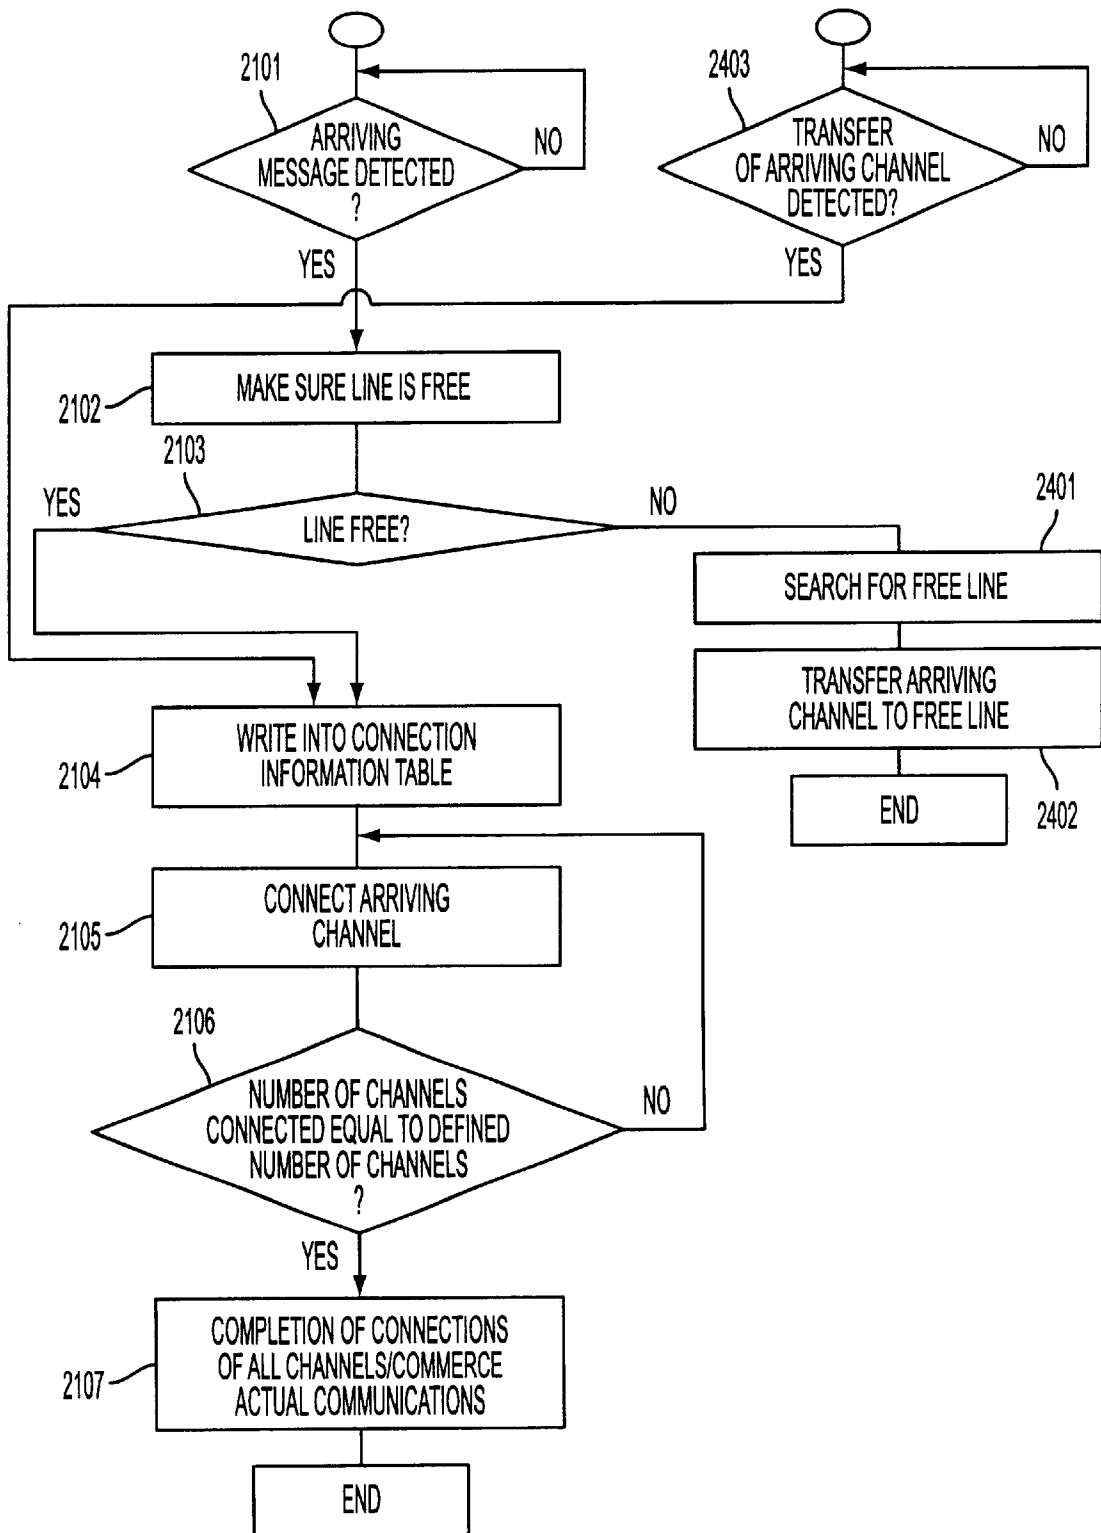 2101
ARRIVING
MESSAGE DETECTED
?
NO
YES
2403
TRANSFER
OF ARRIVING CHANNEL
DETECTED?
NO
YES
MAKE SURE LINE IS FREE
2102
2103
YES
LINE FREE?
NO
2401
SEARCH FOR FREE LINE
TRANSFER ARRIVING
CHANNEL TO FREE LINE
2402
END
WRITE INTO CONNECTION
INFORMATION TABLE
2104
CONNECT ARRIVING
CHANNEL
2105
2106
NUMBER OF CHANNELS
CONNECTED EQUAL TO DEFINED
NUMBER OF CHANNELS
?
NO
YES
COMPLETION OF CONNECTIONS
OF ALL CHANNELS/COMMERCE
ACTUAL COMMUNICATIONS
2107
END